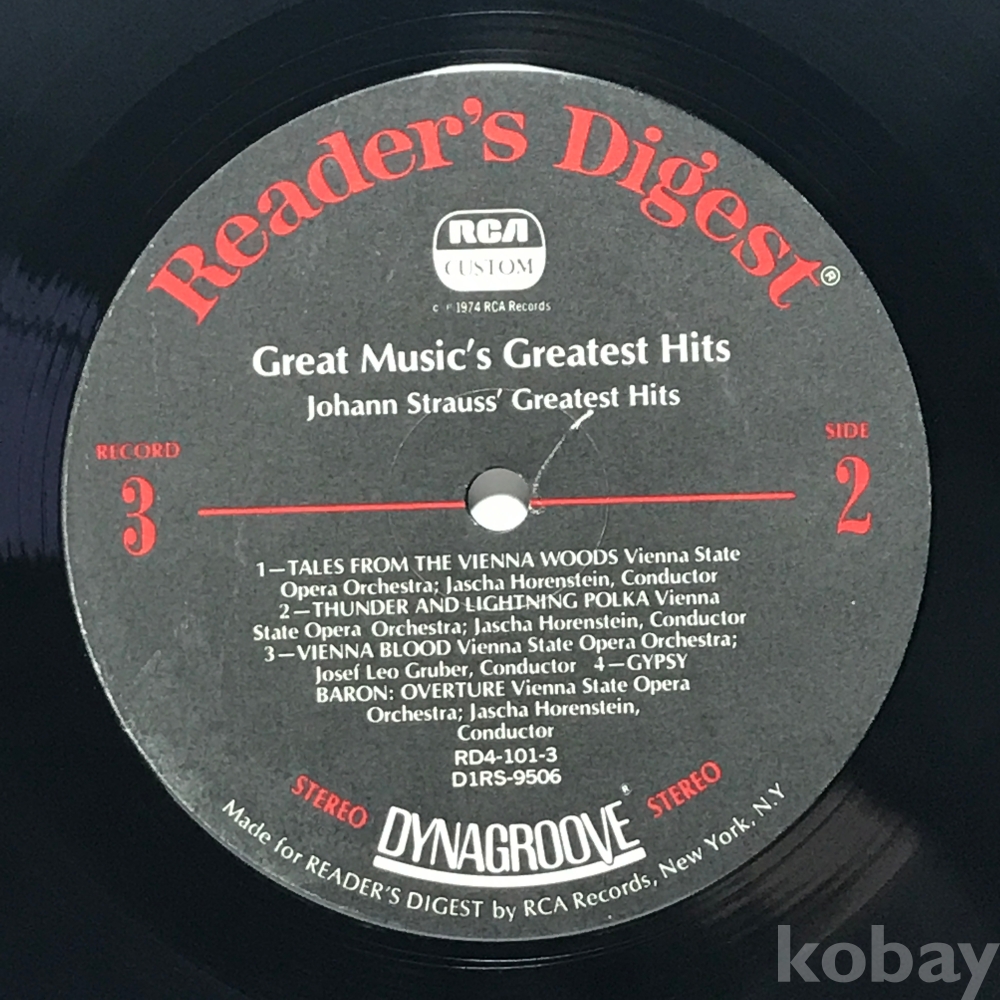 Reader's Digest®
RCA
CUSTOM
c ℗ 1974 RCA Records
Great Music's Greatest Hits
Johann Strauss' Greatest Hits
RECORD
3
SIDE
2
1—TALES FROM THE VIENNA WOODS Vienna State
Opera Orchestra; Jascha Horenstein, Conductor
2—THUNDER AND LIGHTNING POLKA Vienna
State Opera Orchestra; Jascha Horenstein, Conductor
3—VIENNA BLOOD Vienna State Opera Orchestra;
Josef Leo Gruber, Conductor 4—GYPSY
BARON: OVERTURE Vienna State Opera
Orchestra; Jascha Horenstein,
Conductor
RD4-101-3
D1RS-9506
STEREO DYNAGROOVE® STEREO
Made for READER'S DIGEST by RCA Records, New York, N.Y
kobay